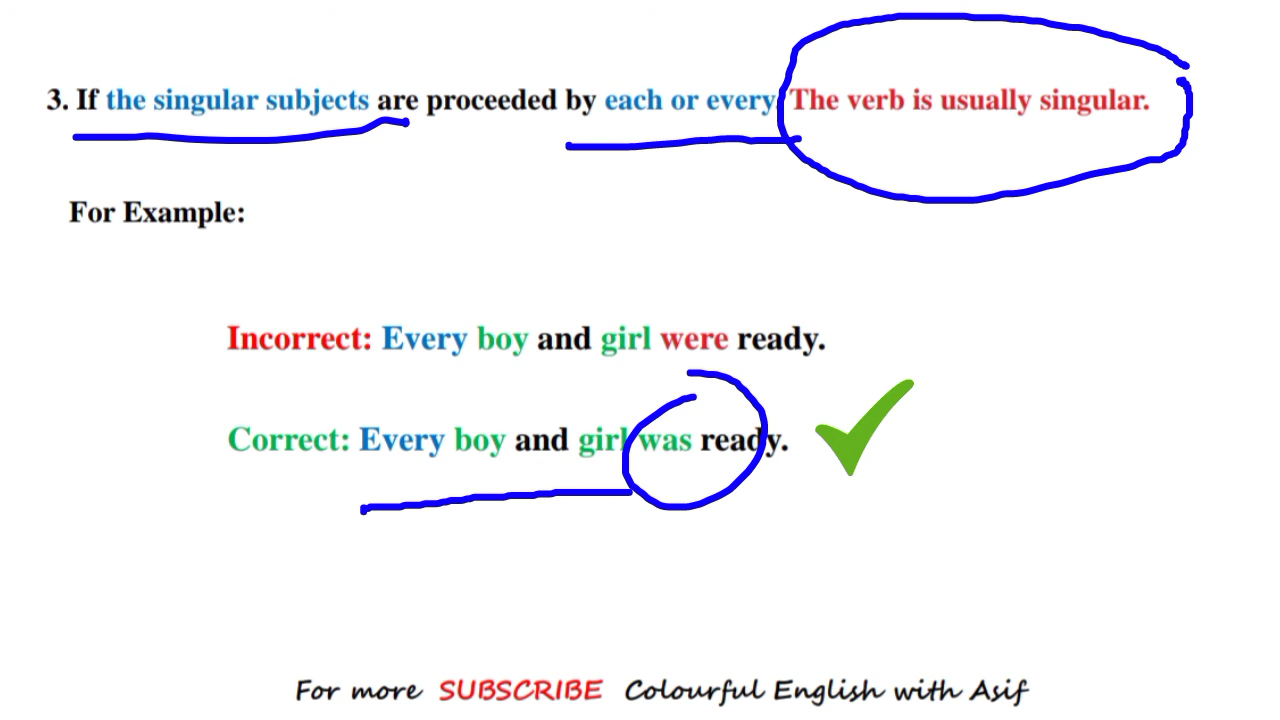 3. If the singular subjects are proceeded by each or every. The verb is usually singular.
For Example:
Incorrect: Every boy and girl were ready.
Correct: Every boy and girl was ready.
For more SUBSCRIBE Colourful English with Asif